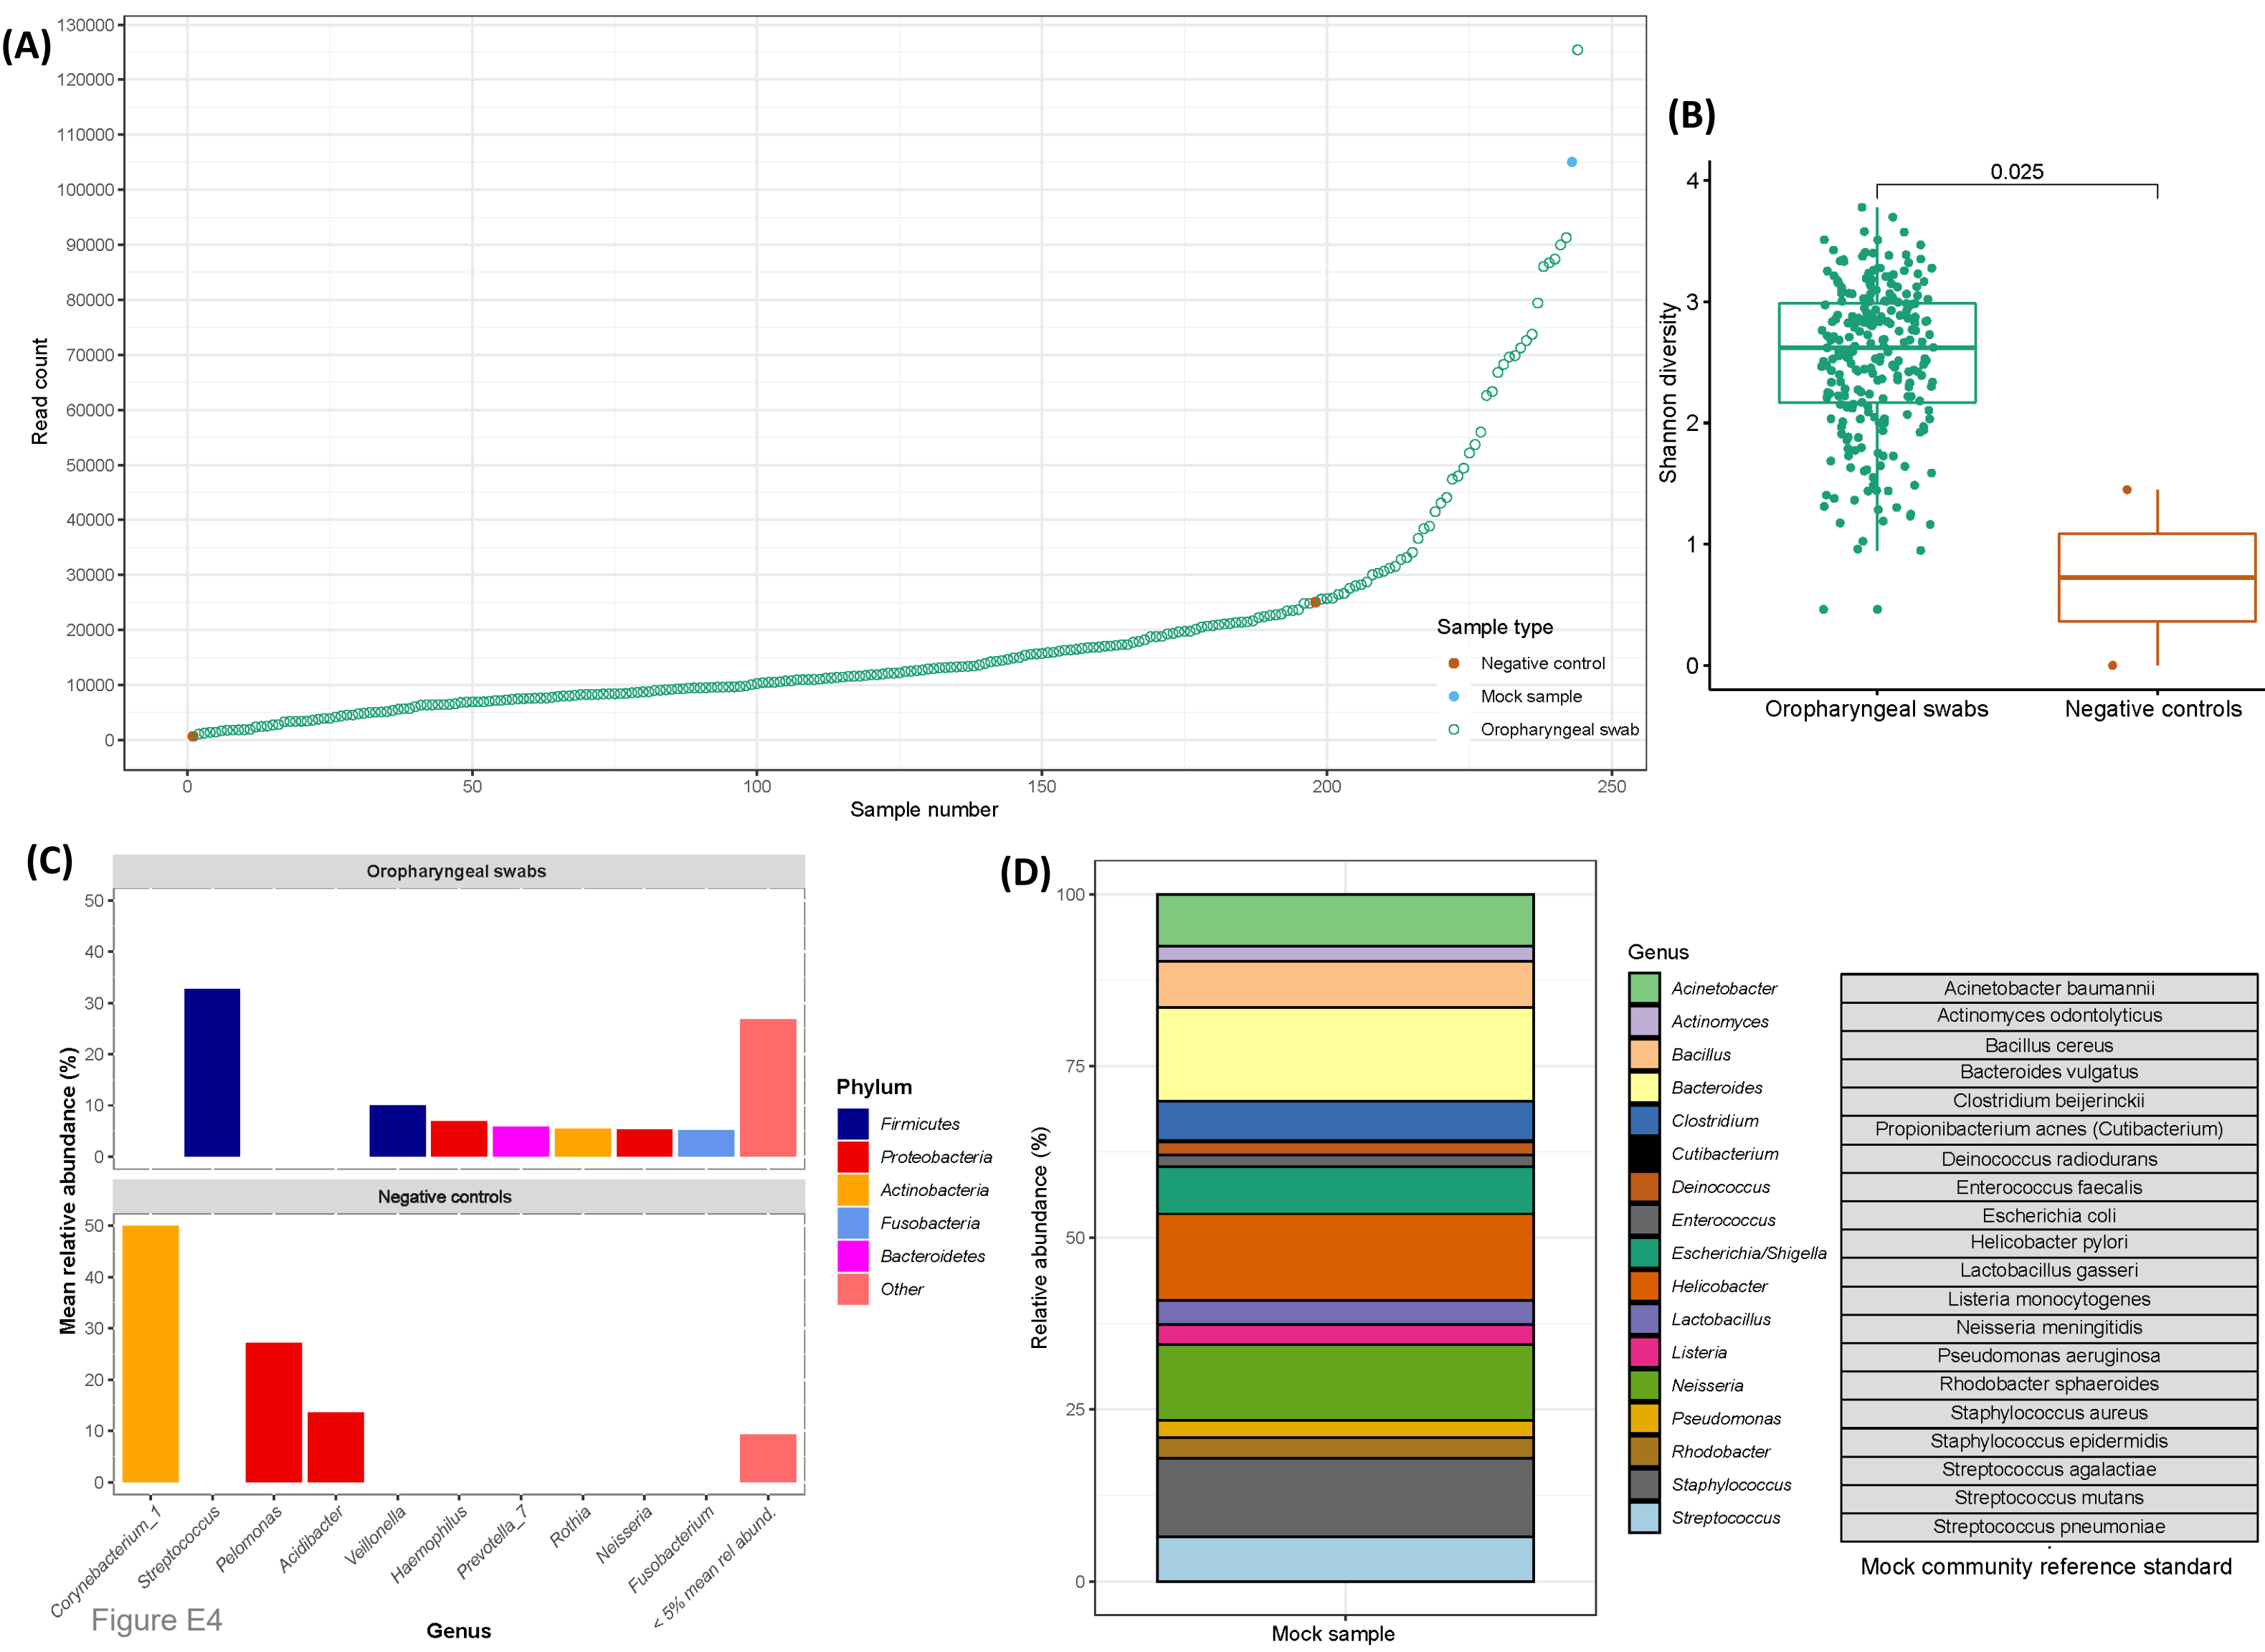 (A)
130000
120000
110000
100000
90000
80000
70000
60000
50000
40000
30000
20000
10000
0
Read count
0 50 100 150 200 250
Sample number
Sample type
Negative control
Mock sample
Oropharyngeal swab
(B)
0.025
4
3
2
1
0
Shannon diversity
Oropharyngeal swabs Negative controls
(C)
Oropharyngeal swabs
50
40
30
20
10
0
Negative controls
50
40
30
20
10
0
Mean relative abundance (%)
Corynebacterium_1
Streptococcus
Pelomonas
Acidibacter
Veillonella
Haemophilus
Prevotella_7
Rothia
Neisseria
Fusobacterium
< 5% mean rel abund.
Genus
Figure E4
Phylum
Firmicutes
Proteobacteria
Actinobacteria
Fusobacteria
Bacteroidetes
Other
(D)
100
75
50
25
0
Relative abundance (%)
Mock sample
Genus
Acinetobacter
Actinomyces
Bacillus
Bacteroides
Clostridium
Cutibacterium
Deinococcus
Enterococcus
Escherichia/Shigella
Helicobacter
Lactobacillus
Listeria
Neisseria
Pseudomonas
Rhodobacter
Staphylococcus
Streptococcus
Acinetobacter baumannii
Actinomyces odontolyticus
Bacillus cereus
Bacteroides vulgatus
Clostridium beijerinckii
Propionibacterium acnes (Cutibacterium)
Deinococcus radiodurans
Enterococcus faecalis
Escherichia coli
Helicobacter pylori
Lactobacillus gasseri
Listeria monocytogenes
Neisseria meningitidis
Pseudomonas aeruginosa
Rhodobacter sphaeroides
Staphylococcus aureus
Staphylococcus epidermidis
Streptococcus agalactiae
Streptococcus mutans
Streptococcus pneumoniae
Mock community reference standard